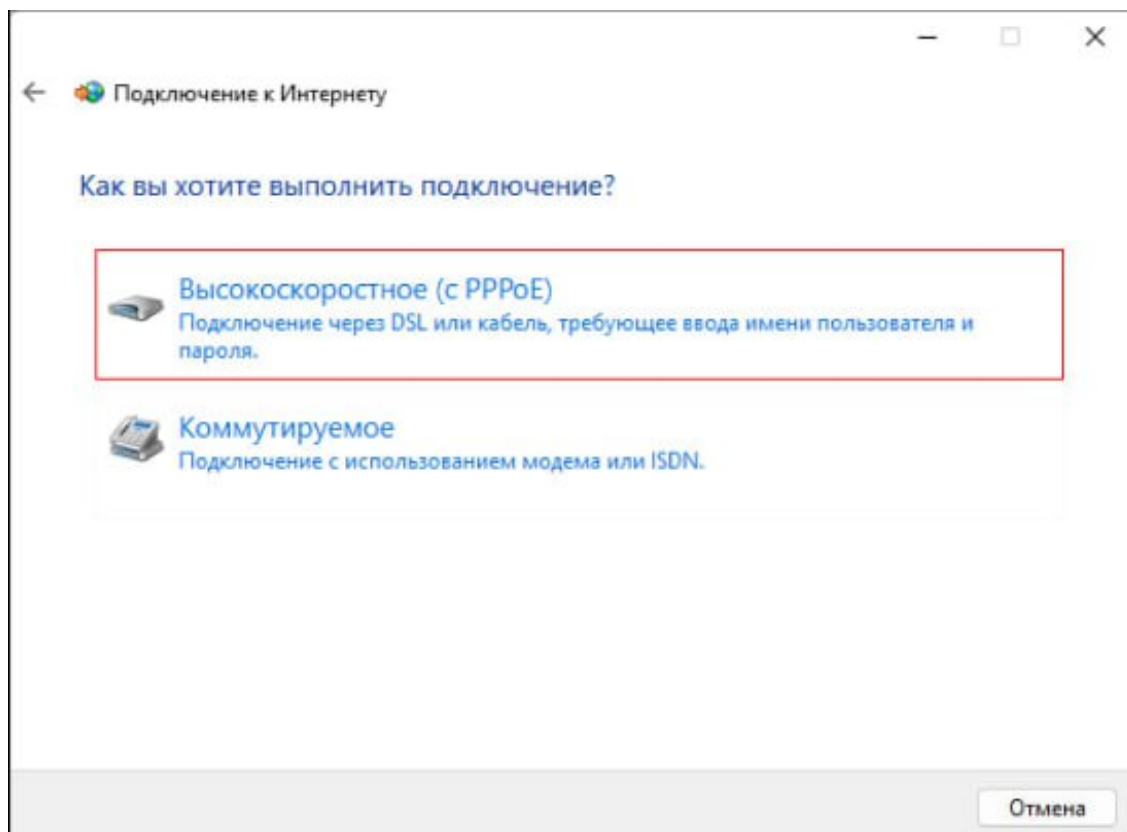 Подключение к Интернету
Как вы хотите выполнить подключение?
Высокоскоростное (с PPPoE)
Подключение через DSL или кабель, требующее ввода имени пользователя и
пароля.
Коммутируемое
Подключение с использованием модема или ISDN.
Отмена